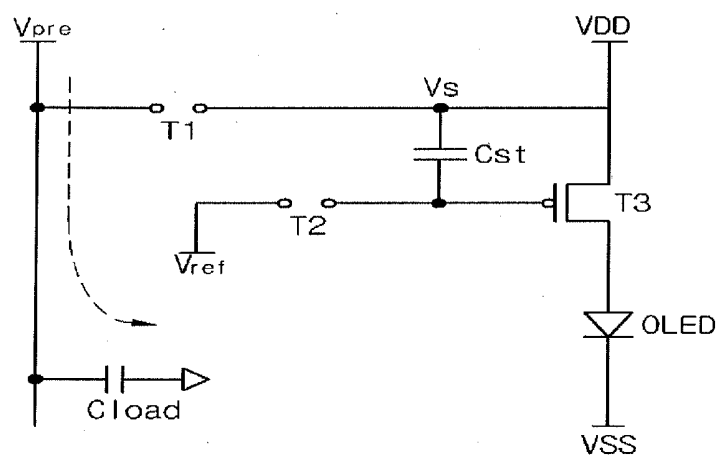 Vpre
VDD
Vs
T1
Cst
T3
T2
Vref
OLED
Cload
VSS